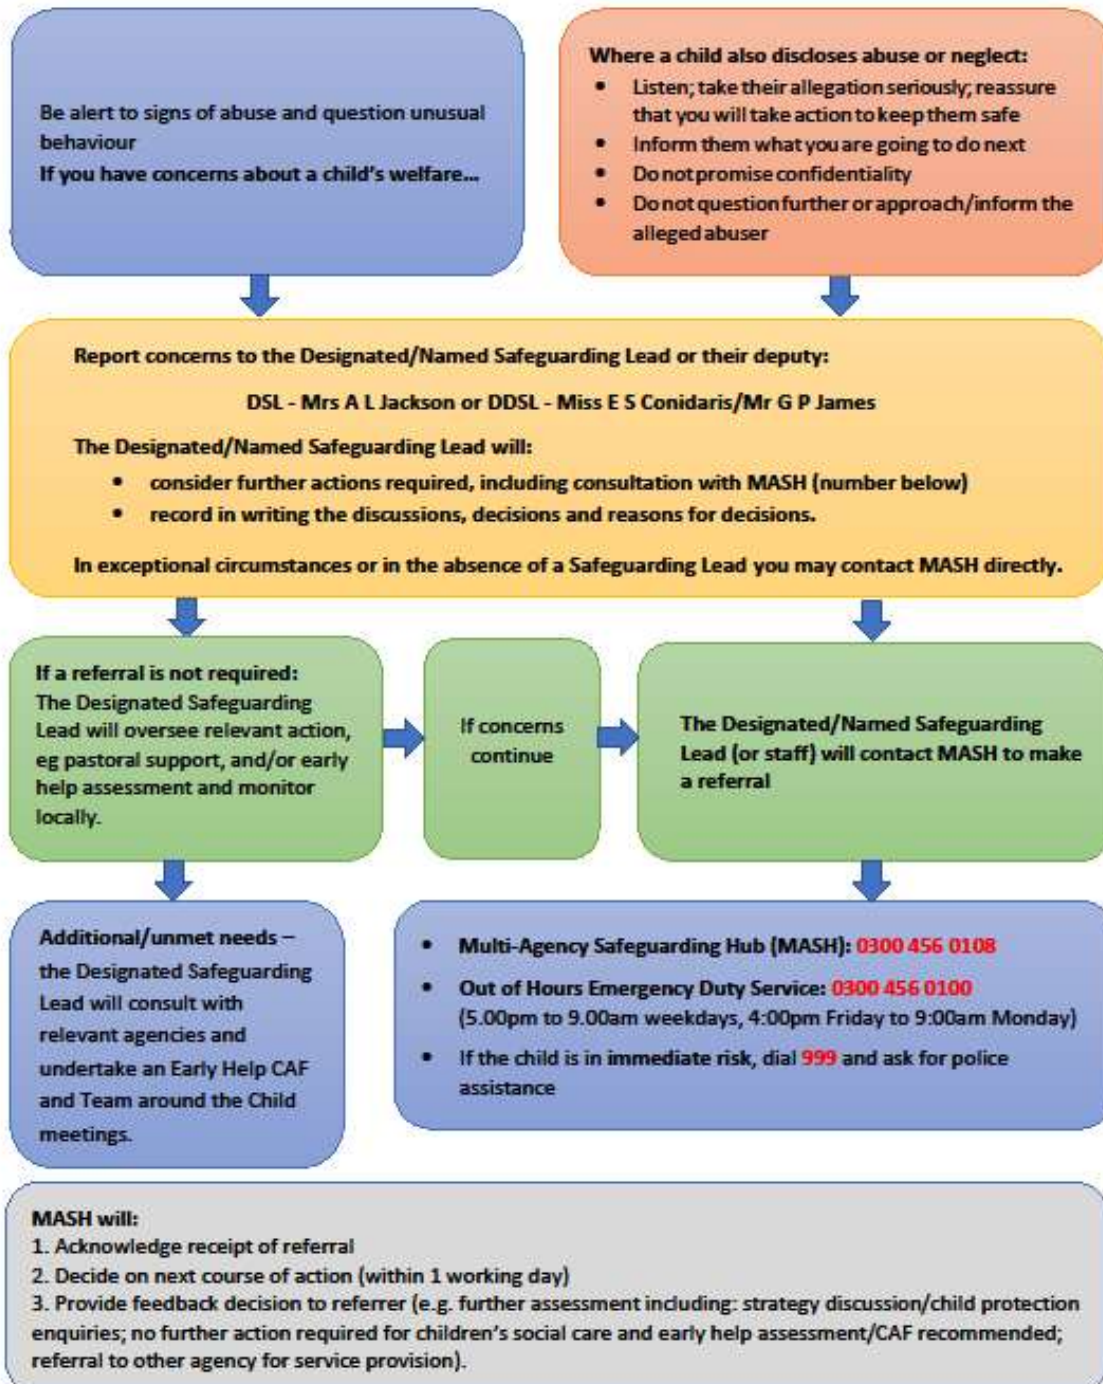 Be alert to signs of abuse and question unusual
behaviour
If you have concerns about a child's welfare...
Where a child also discloses abuse or neglect:
• Listen; take their allegation seriously; reassure
that you will take action to keep them safe
• Inform them what you are going to do next
• Do not promise confidentiality
• Do not question further or approach/inform the
alleged abuser
Report concerns to the Designated/Named Safeguarding Lead or their deputy:
DSL - Mrs A L Jackson or DDSL - Miss E S Conidaris/Mr G P James
The Designated/Named Safeguarding Lead will:
• consider further actions required, including consultation with MASH (number below)
• record in writing the discussions, decisions and reasons for decisions.
In exceptional circumstances or in the absence of a Safeguarding Lead you may contact MASH directly.
If a referral is not required:
The Designated Safeguarding
Lead will oversee relevant action,
eg pastoral support, and/or early
help assessment and monitor
locally.
If concerns
continue
The Designated/Named Safeguarding
Lead (or staff) will contact MASH to make
a referral
Additional/unmet needs –
the Designated Safeguarding
Lead will consult with
relevant agencies and
undertake an Early Help CAF
and Team around the Child
meetings.
• Multi-Agency Safeguarding Hub (MASH): 0300 456 0108
• Out of Hours Emergency Duty Service: 0300 456 0100
(5.00pm to 9.00am weekdays, 4:00pm Friday to 9:00am Monday)
• If the child is in immediate risk, dial 999 and ask for police
assistance
MASH will:
1. Acknowledge receipt of referral
2. Decide on next course of action (within 1 working day)
3. Provide feedback decision to referrer (e.g. further assessment including: strategy discussion/child protection
enquiries; no further action required for children's social care and early help assessment/CAF recommended;
referral to other agency for service provision).